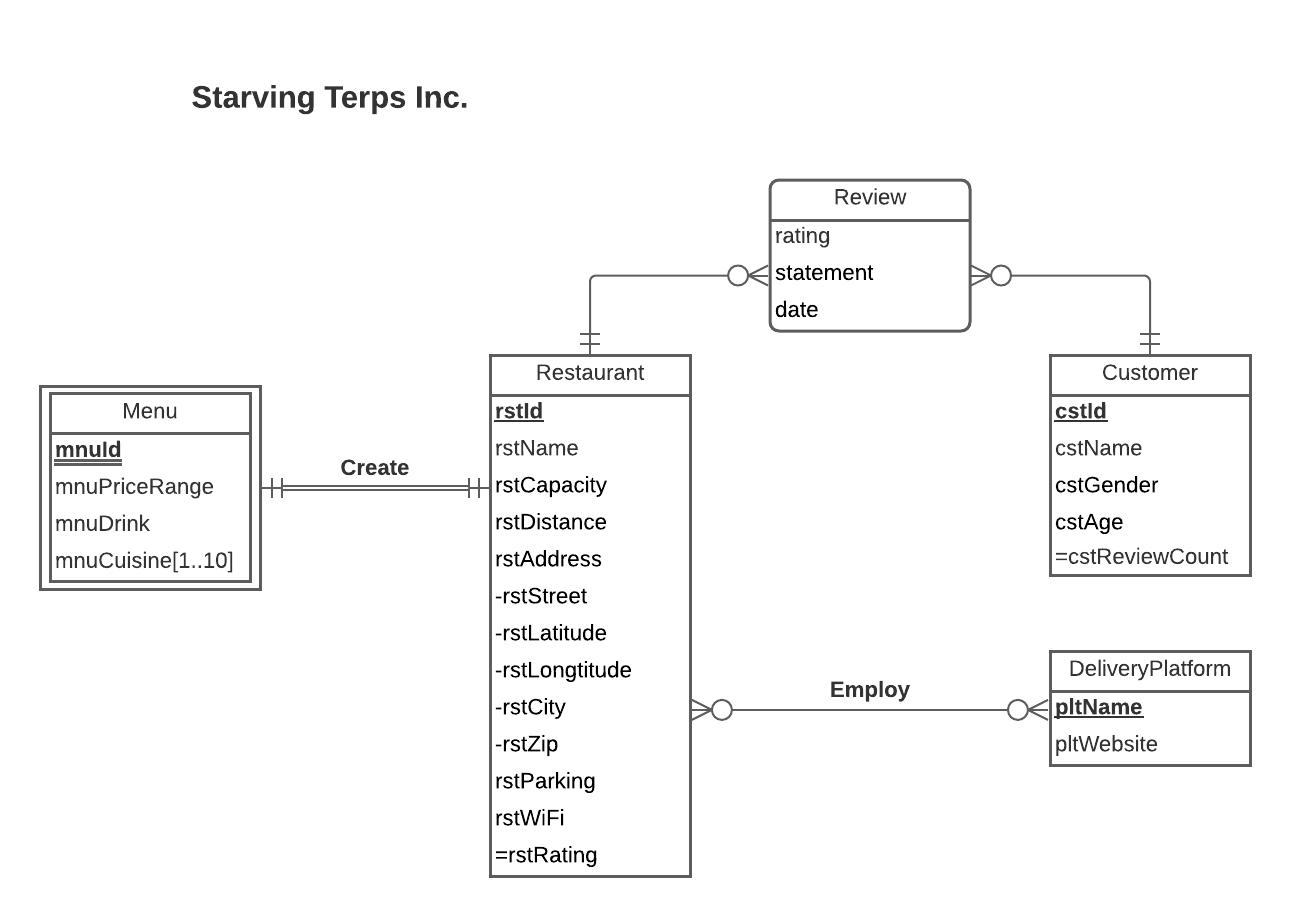 Starving Terps Inc.
Review
rating
statement
date
Menu
mnuId
mnuPriceRange
mnuDrink
mnuCuisine[1..10]
Create
Restaurant
rstId
rstName
rstCapacity
rstDistance
rstAddress
-rstStreet
-rstLatitude
-rstLongtitude
-rstCity
-rstZip
rstParking
rstWiFi
=rstRating
Customer
cstId
cstName
cstGender
cstAge
=cstReviewCount
Employ
DeliveryPlatform
pltName
pltWebsite